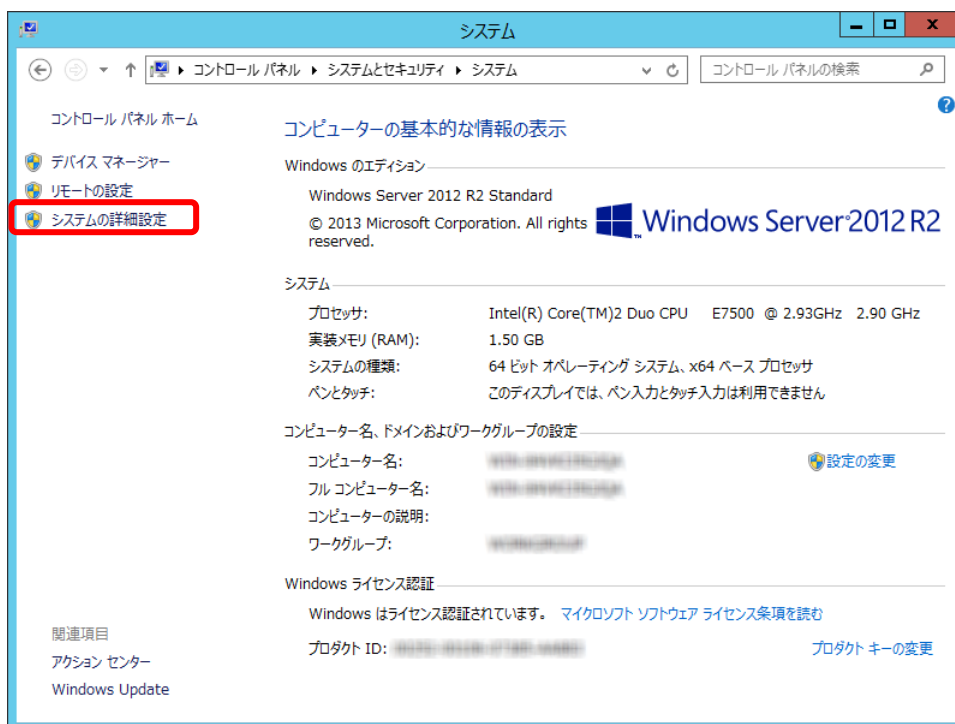 システム
コントロール パネル ▸ システムとセキュリティ ▸ システム
コントロール パネルの検索
コントロール パネル ホーム
デバイス マネージャー
リモートの設定
システムの詳細設定
コンピューターの基本的な情報の表示
Windows のエディション
Windows Server 2012 R2 Standard
© 2013 Microsoft Corporation. All rights
reserved.
Windows Server 2012 R2
システム
プロセッサ: Intel(R) Core(TM)2 Duo CPU E7500 @ 2.93GHz 2.90 GHz
実装メモリ (RAM): 1.50 GB
システムの種類: 64 ビット オペレーティング システム、x64 ベース プロセッサ
ペンとタッチ: このディスプレイでは、ペン入力とタッチ入力は利用できません
コンピューター名、ドメインおよびワークグループの設定
コンピューター名:
設定の変更
フル コンピューター名:
コンピューターの説明:
ワークグループ:
Windows ライセンス認証
Windows はライセンス認証されています。 マイクロソフト ソフトウェア ライセンス条項を読む
プロダクト ID:
プロダクト キーの変更
関連項目
アクション センター
Windows Update